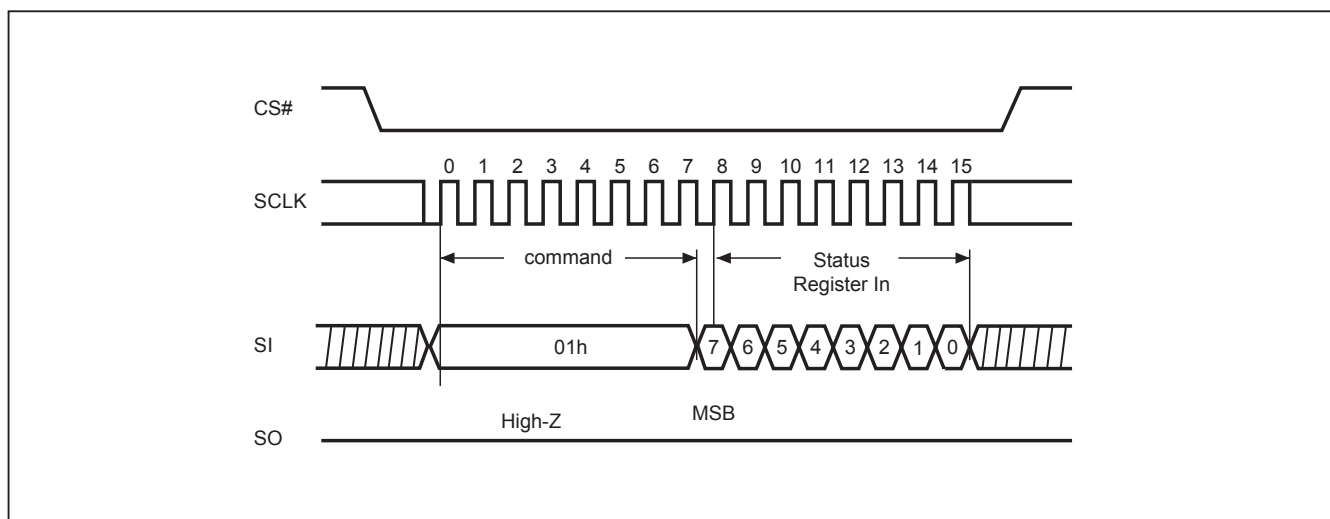 CS#
0 1 2 3 4 5 6 7 8 9 10 11 12 13 14 15
SCLK
command
Status
Register In
SI
01h
7 6 5 4 3 2 1 0
High-Z
MSB
SO